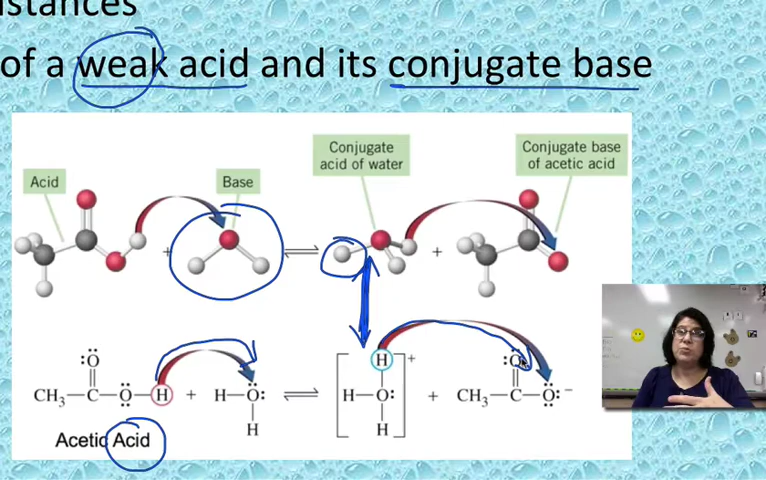 of a weak acid and its conjugate base
Acid
Base
Conjugate
acid of water
Conjugate base
of acetic acid
+
⇌
+
:Ö
CH₃—C—Ö—H + H—Ö:
H
⇌
H
+
H—O:
H
+
:O
CH₃—C—Ö:⁻
Acetic Acid